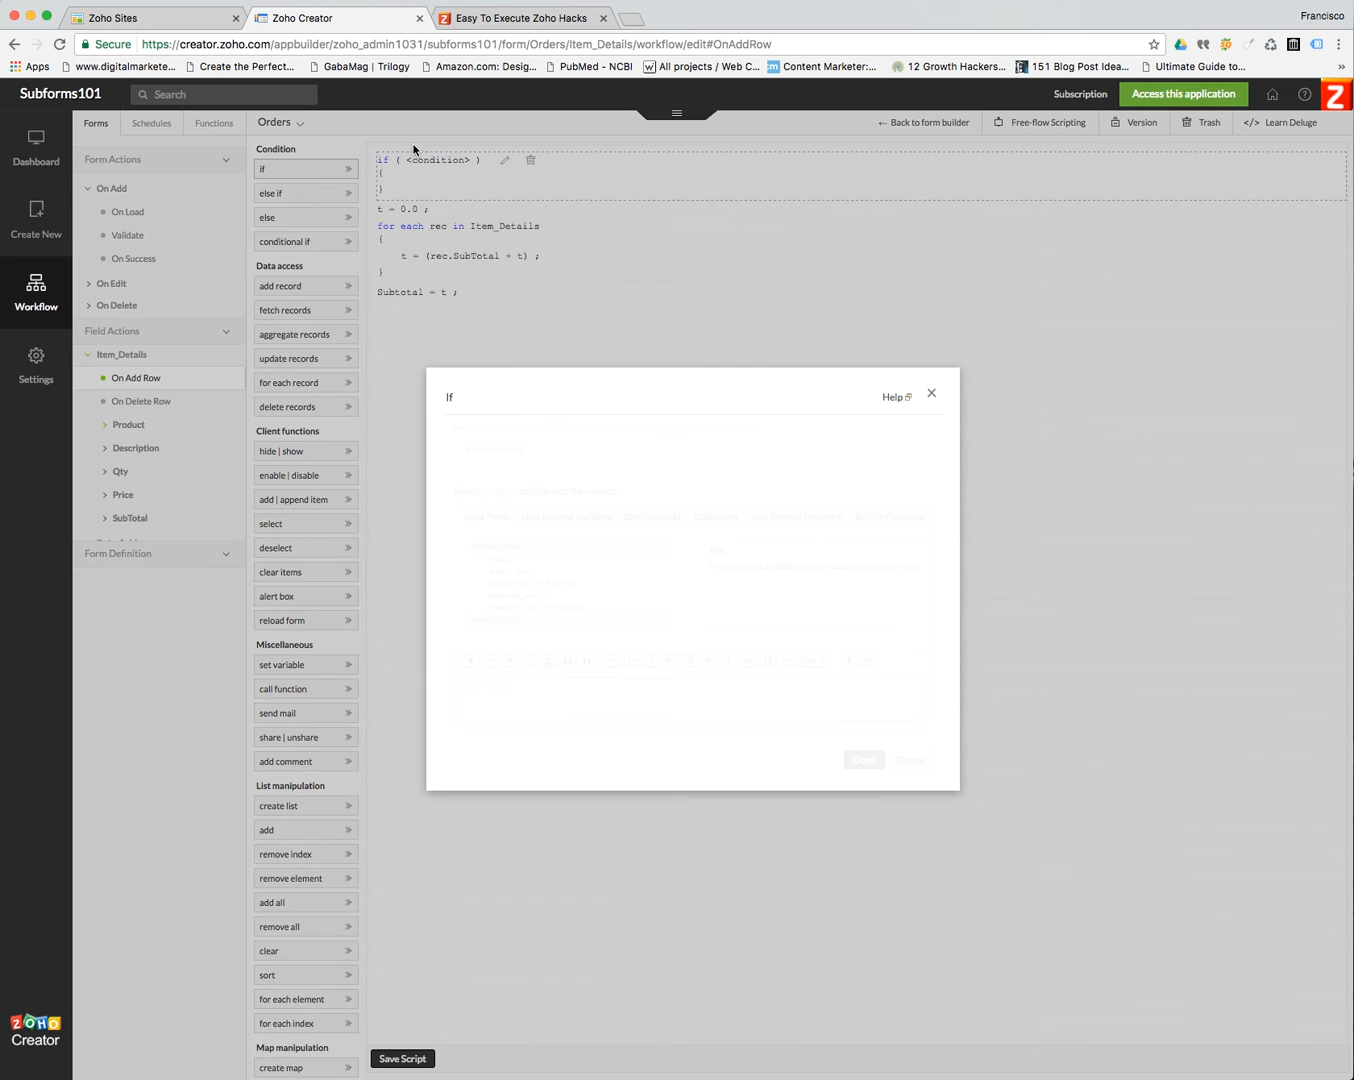 Zoho Sites
Zoho Creator
Easy To Execute Zoho Hacks
Francisco
Secure
https://creator.zoho.com/appbuilder/zoho_admin1031/subforms101/form/Orders/Item_Details/workflow/edit#OnAddRow
Apps
www.digitalmarkete...
Create the Perfect...
GabaMag | Trilogy
Amazon.com: Desig...
PubMed - NCBI
All projects / Web C...
Content Marketer:...
12 Growth Hackers...
151 Blog Post Idea...
Ultimate Guide to...
Subforms101
Search
Subscription
Access this application
Dashboard
Create New
Workflow
Settings
ZOHO
Creator
Forms
Schedules
Functions
Form Actions
On Add
On Load
Validate
On Success
On Edit
On Delete
Field Actions
Item_Details
On Add Row
On Delete Row
Product
Description
Qty
Price
SubTotal
Form Definition
Orders
← Back to form builder
Free-flow Scripting
Version
Trash
</> Learn Deluge
Condition
if
else if
else
conditional if
Data access
add record
fetch records
aggregate records
update records
for each record
delete records
Client functions
hide | show
enable | disable
add | append item
select
deselect
clear items
alert box
reload form
Miscellaneous
set variable
call function
send mail
share | unshare
add comment
List manipulation
create list
add
remove index
remove element
add all
remove all
clear
sort
for each element
for each index
Map manipulation
create map
if ( <condition> )
{
}
t = 0.0 ;
for each rec in Item_Details
{
t = (rec.SubTotal + t) ;
}
Subtotal = t ;
If
Help
Done
Cancel
Save Script